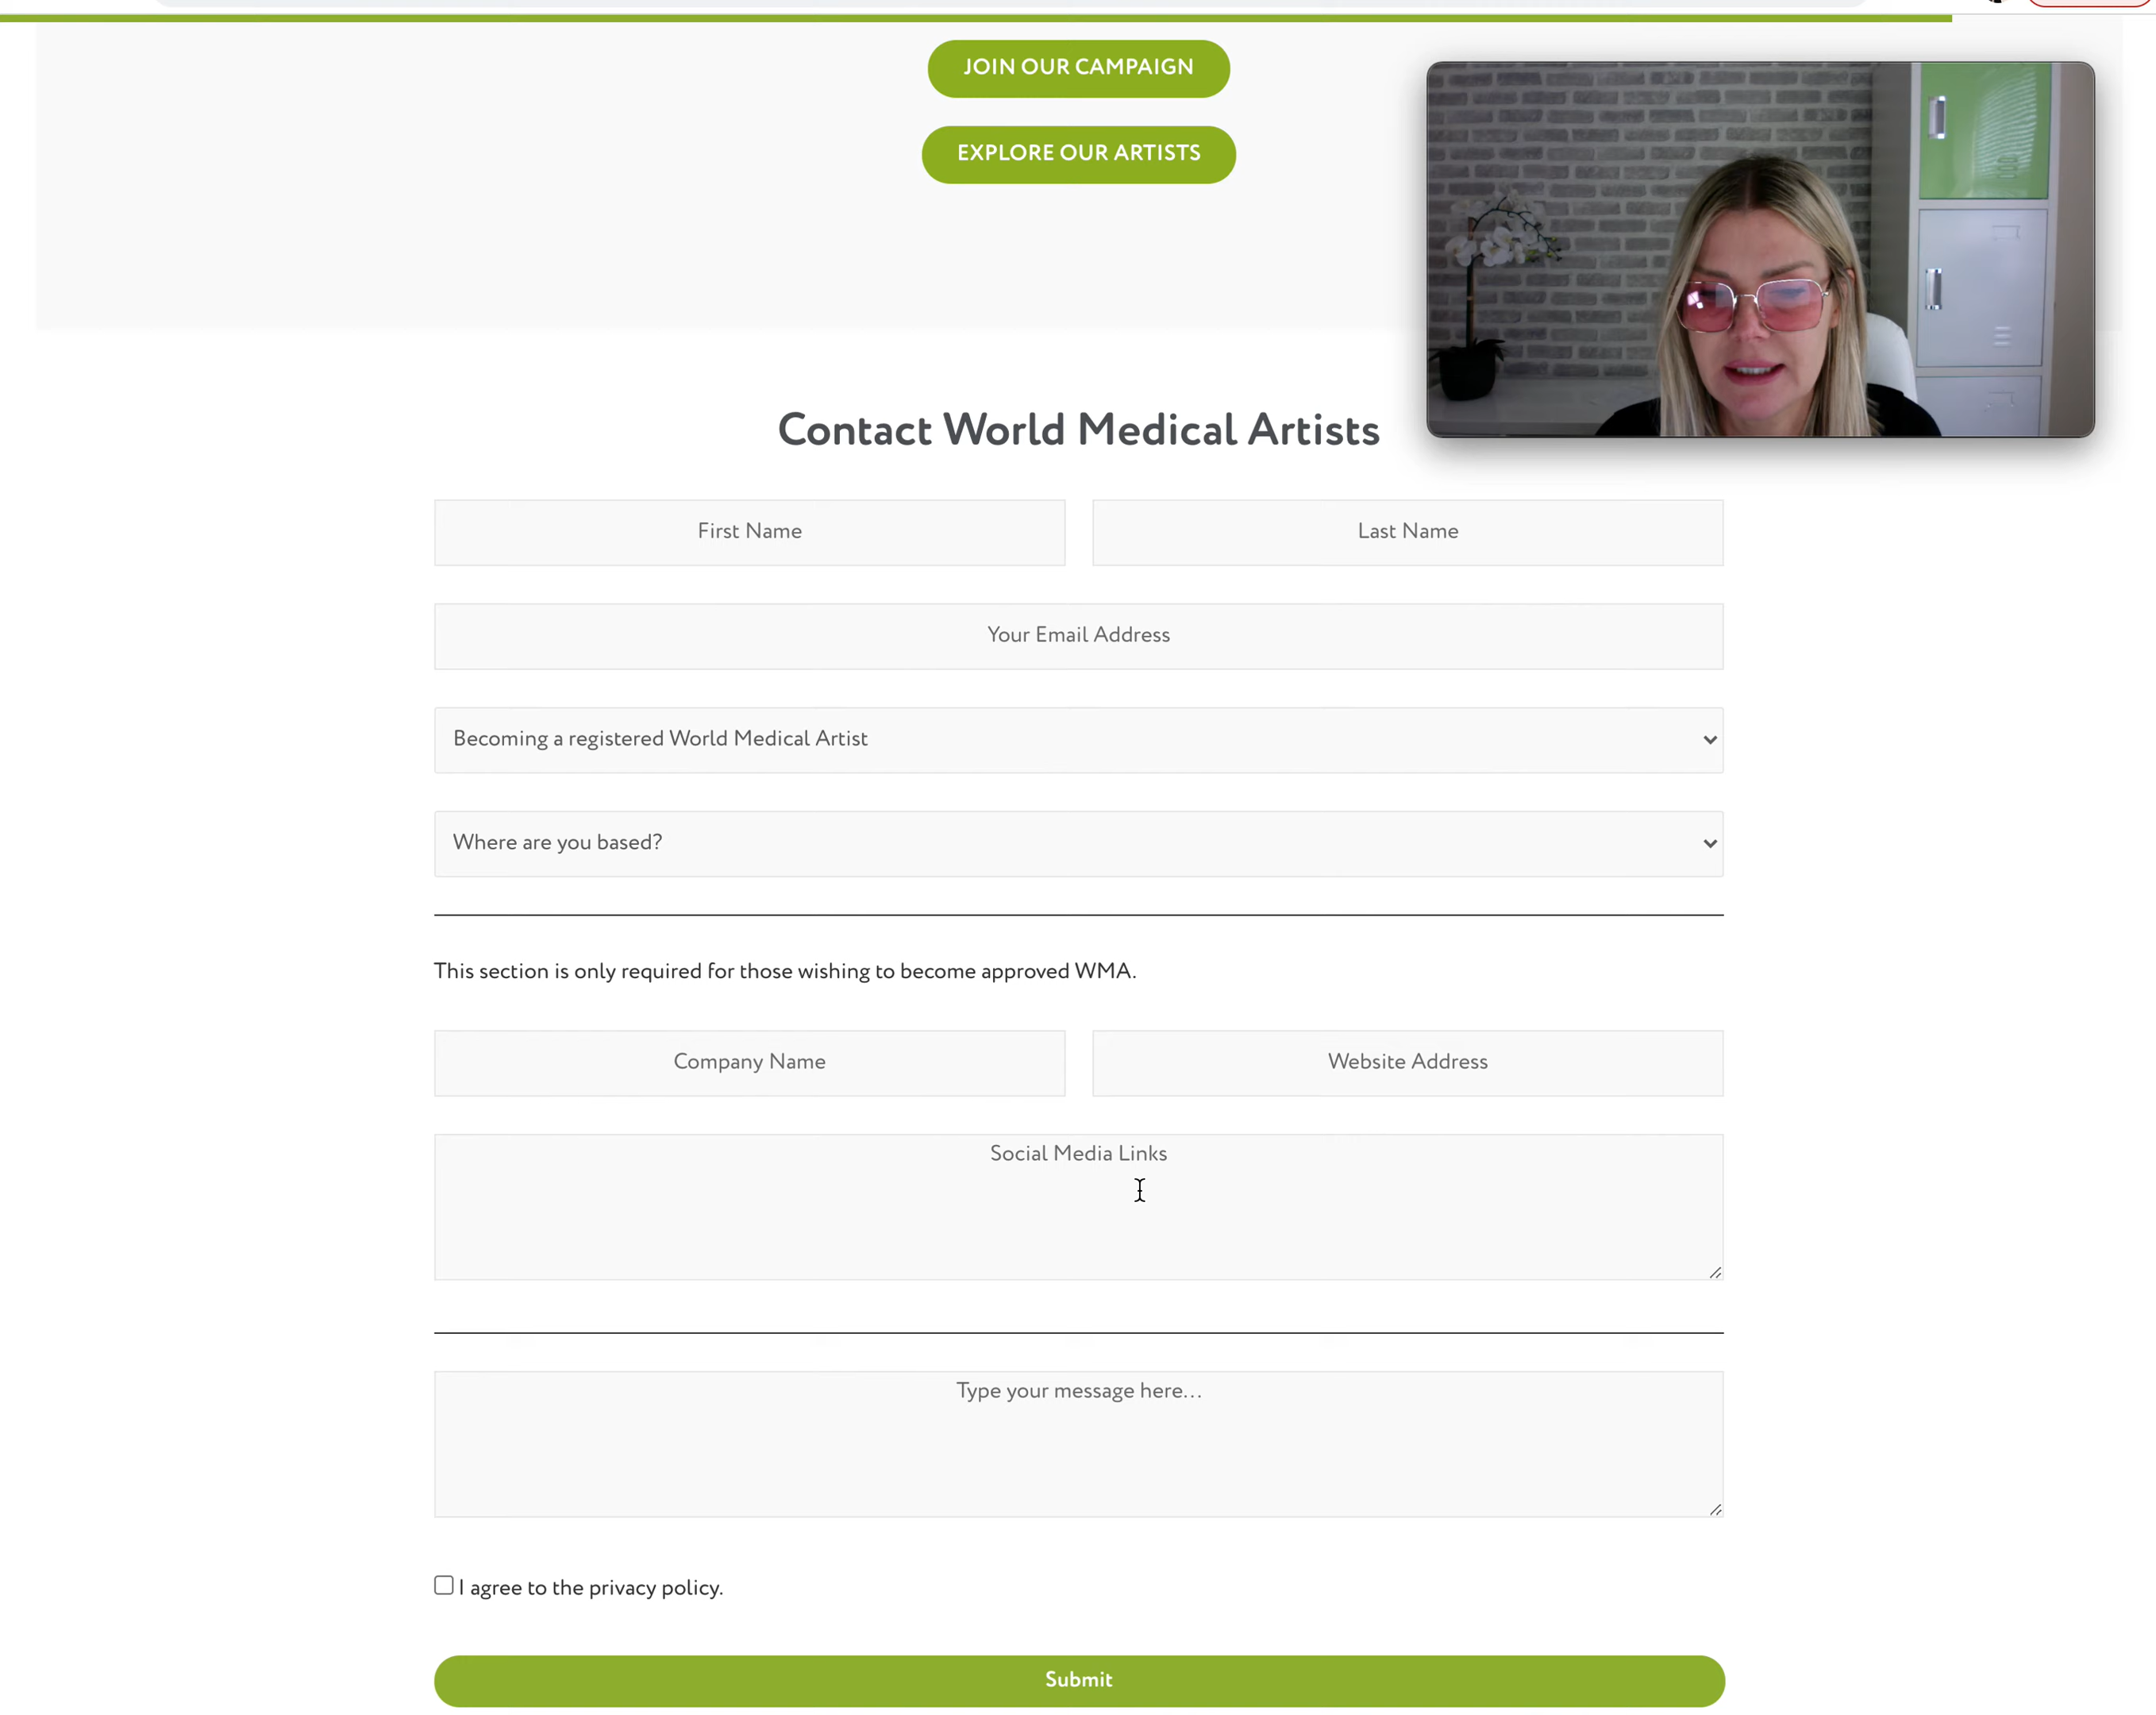 JOIN OUR CAMPAIGN
EXPLORE OUR ARTISTS
Contact World Medical Artists
First Name
Last Name
Your Email Address
Becoming a registered World Medical Artist
Where are you based?
This section is only required for those wishing to become approved WMA.
Company Name
Website Address
Social Media Links
Type your message here...
I agree to the privacy policy.
Submit